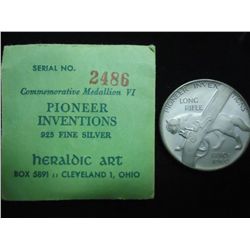 SERIAL NO. 2486
Commemorative Medallion VI
PIONEER
INVENTIONS
925 FINE SILVER
heraldic art
BOX 5891 :: CLEVELAND 1, OHIO
PIONEER INVENTIONS
LONG
RIFLE